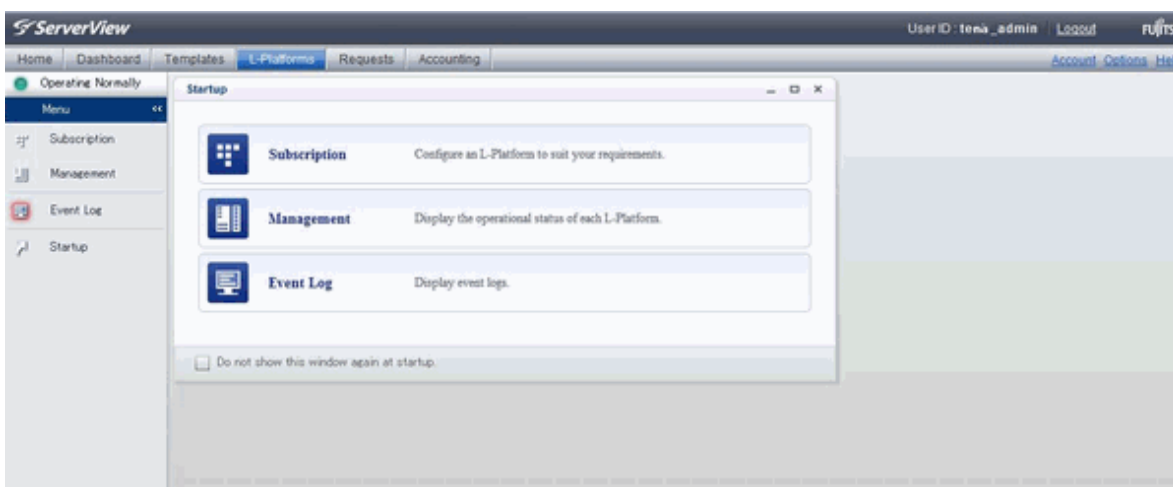 ServerView
User ID : tena_admin Logout
Home Dashboard Templates L-Platforms Requests Accounting
Account Options
Operating Normally
Menu <<
Subscription
Management
Event Log
Startup
Startup
Subscription Configure an L-Platform to suit your requirements.
Management Display the operational status of each L-Platform.
Event Log Display event logs.
Do not show this window again at startup.